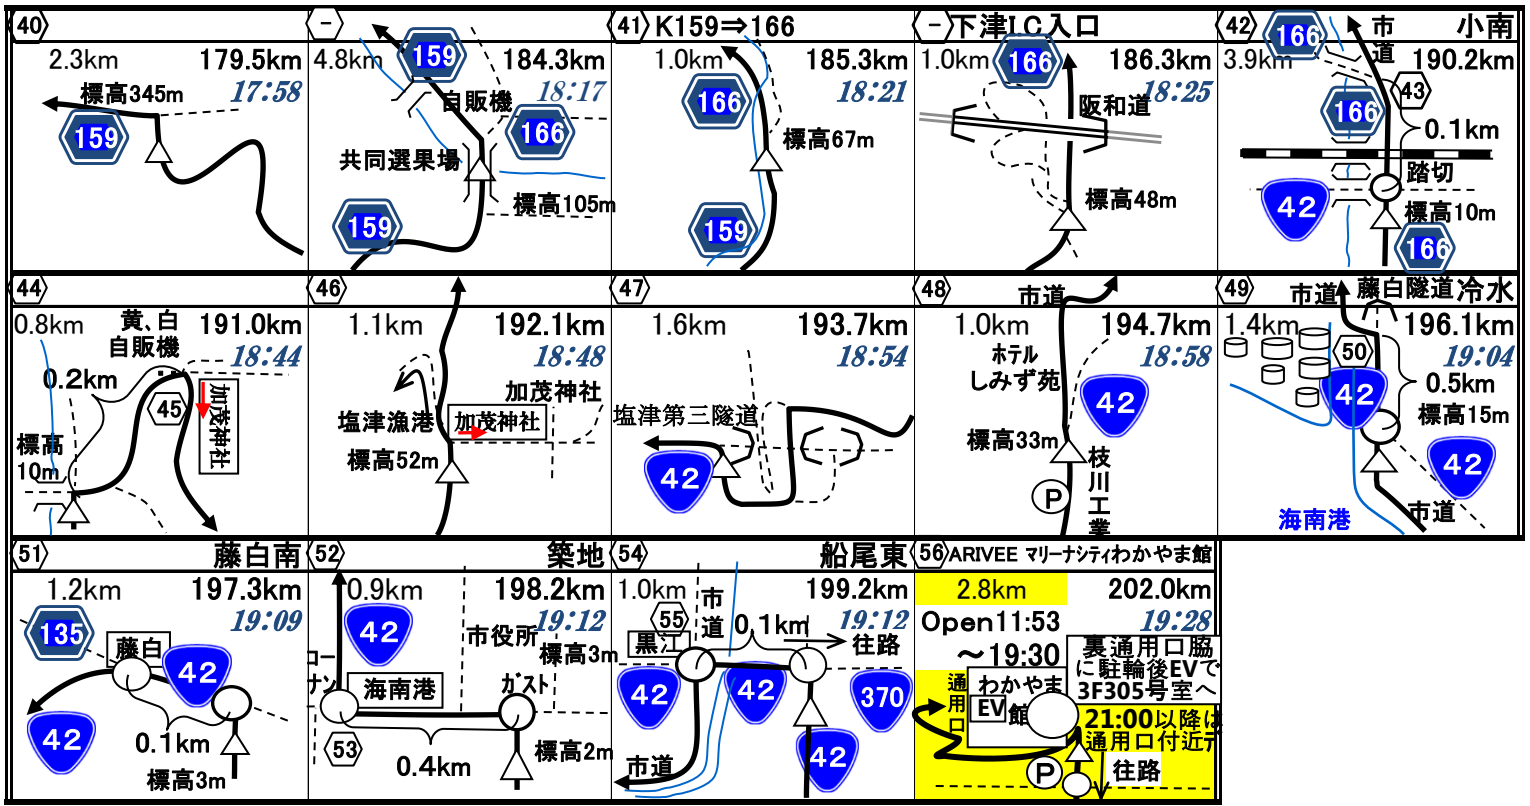 40
2.3km 179.5km
標高345m 17:58
159
-
4.8km 159 184.3km
自販機 18:17
166
共同選果場
標高105m
159
41 K159⇒166
1.0km 185.3km
18:21
166
標高67m
159
- 下津IC入口
1.0km 166 186.3km
18:25
阪和道
標高48m
42 166 市道 小南
3.9km 190.2km
43
166
0.1km
踏切
42
標高10m
166
44
0.8km 黄、白 191.0km
自販機 18:44
0.2km
45
加茂神社
標高
10m
46
1.1km 192.1km
18:48
加茂神社
塩津漁港 加茂神社
標高52m
47
1.6km 193.7km
18:54
塩津第三隧道
42
48 市道
1.0km 194.7km
ホテル 18:58
しみず苑
42
標高33m
枝川工業
P
49 市道 藤白隧道 冷水
1.4km 196.1km
50 19:04
42 0.5km
標高15m
42
市道
海南港
51 藤白南
1.2km 197.3km
19:09
135
藤白
42
42
0.1km
標高3m
52 築地
0.9km 198.2km
19:12
42
市役所
標高3m
コー
ナン
海南港
ガスト
53
0.4km
標高2m
54 船尾東
1.0km 199.2km
55 市道 19:12
0.1km
黒江 往路
42 42 370
42
市道
56 ARIVEE マリーナシティわかやま館
2.8km 202.0km
Open11:53 19:28
～19:30
裏通用口脇
に駐輪後EVで
3F305号室へ
通用口
わかやま
EV 館
21:00以降は
通用口付近テ
P
往路